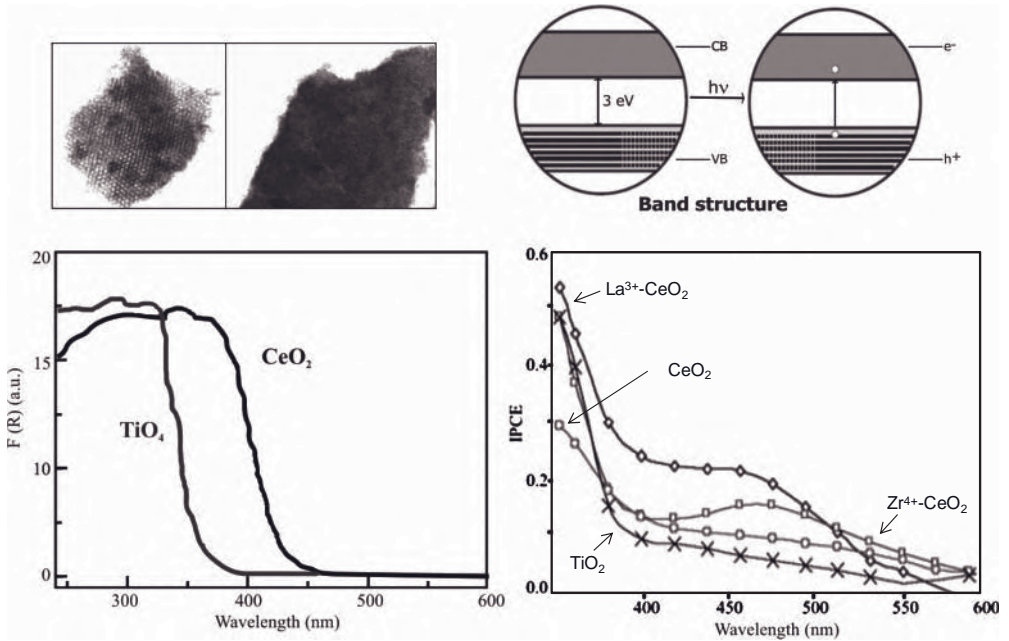 CB
3 eV
VB
hν
e-
h+
Band structure
20
15
10
0
F (R) (a.u.)
TiO₄
CeO₂
300
400
500
600
Wavelength (nm)
0.6
0.4
0.2
0.0
IPCE
La³⁺-CeO₂
CeO₂
Zr⁴⁺-CeO₂
TiO₂
400
450
500
550
600
Wavelength (nm)